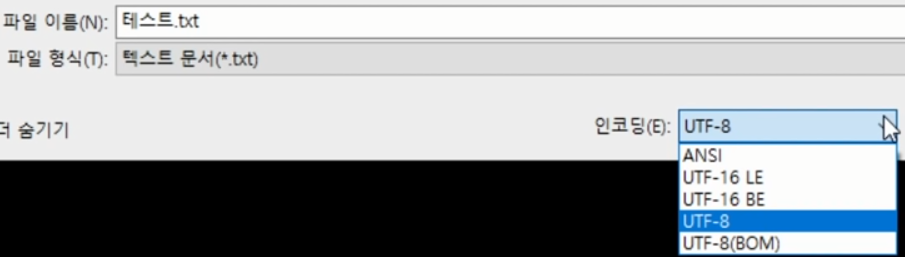 파일 이름(N): 테스트.txt
파일 형식(T): 텍스트 문서(*.txt)
더 숨기기
인코딩(E): UTF-8
ANSI
UTF-16 LE
UTF-16 BE
UTF-8
UTF-8(BOM)